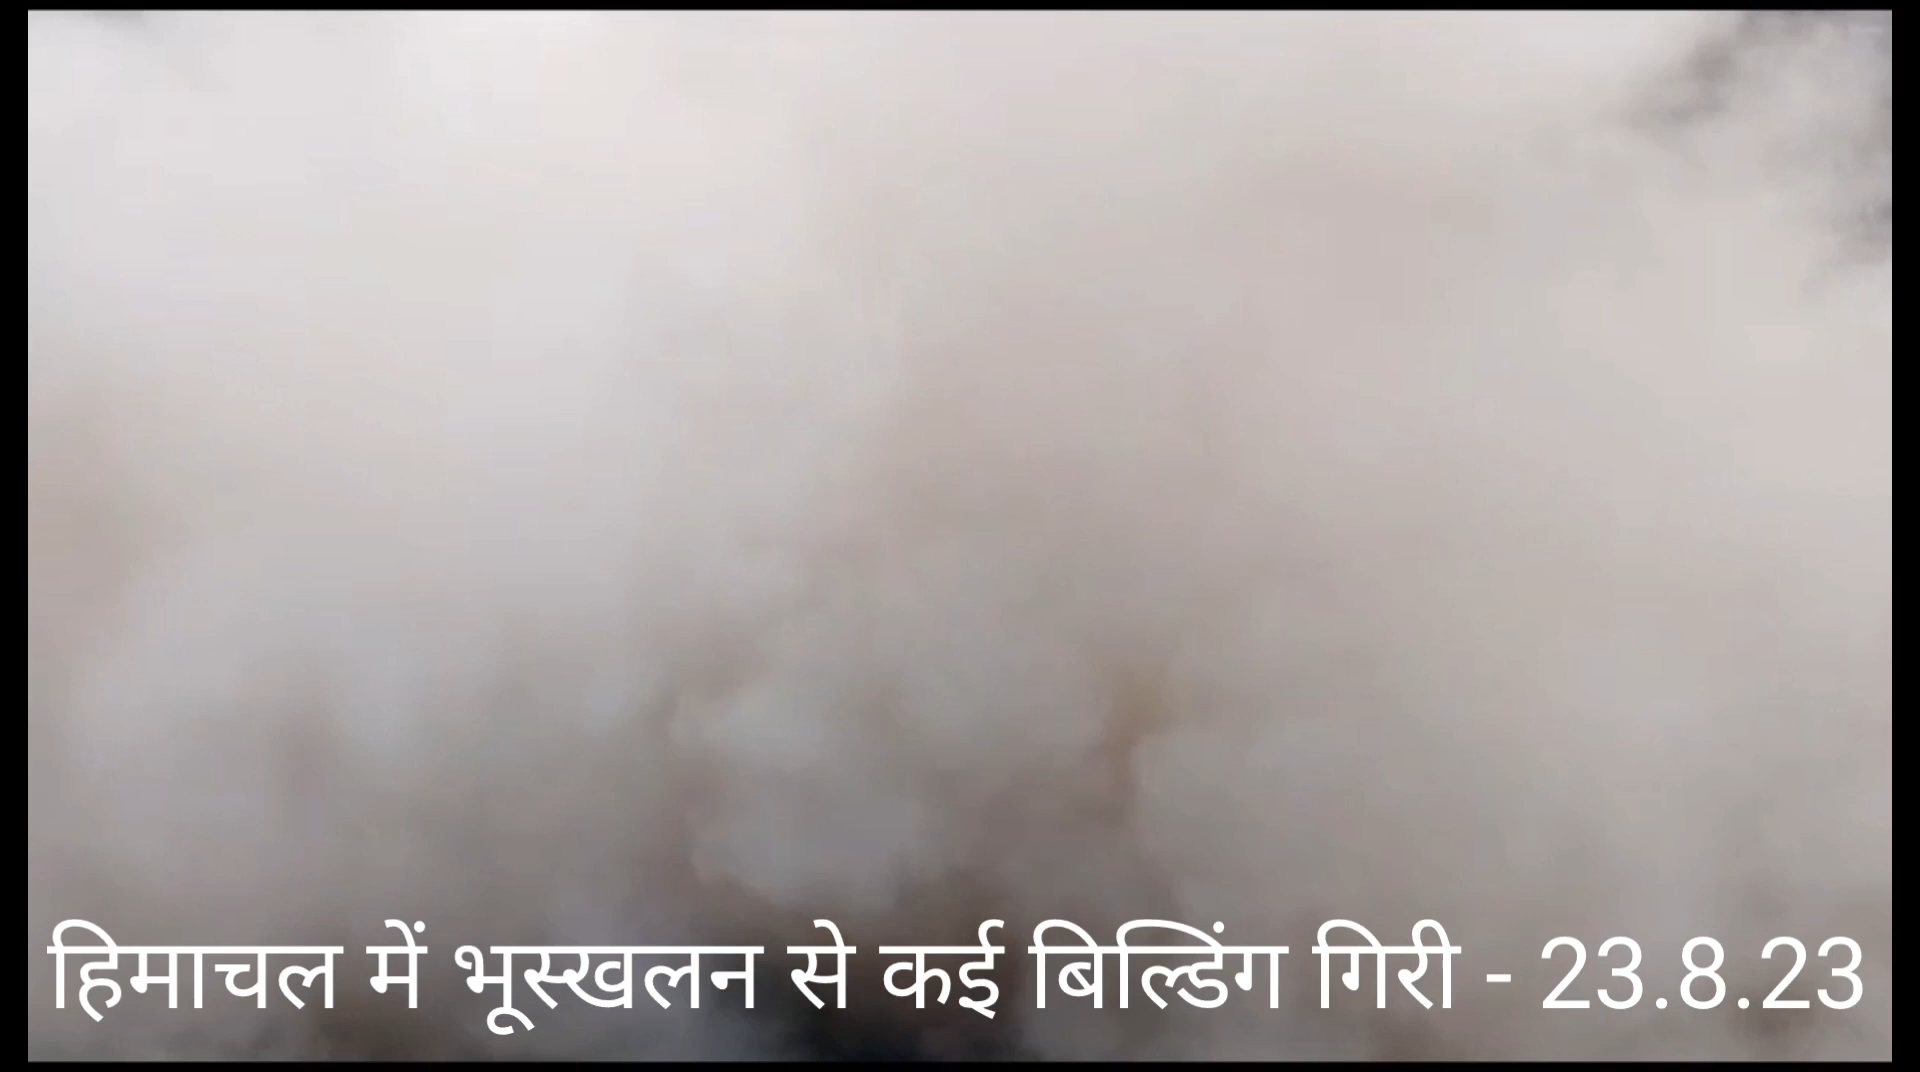 हिमाचल में भूस्खलन से कई बिल्डिंग गिरी - 23.8.23